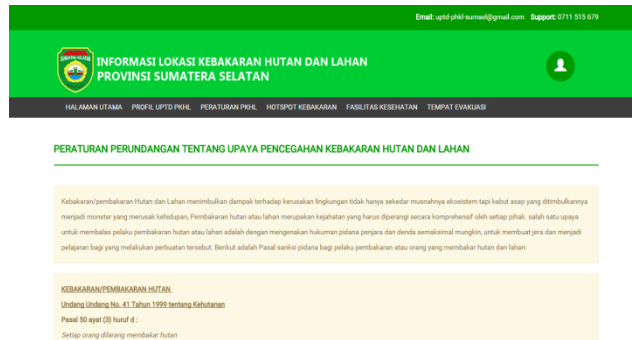 Email: uptd-phkl-sumsel@gmail.com Support: 0711 515 679
SUMATERA SELATAN
INFORMASI LOKASI KEBAKARAN HUTAN DAN LAHAN
PROVINSI SUMATERA SELATAN
HALAMAN UTAMA PROFIL UPTD PKHL PERATURAN PKHL HOTSPOT KEBAKARAN FASILITAS KESEHATAN TEMPAT EVAKUASI
PERATURAN PERUNDANGAN TENTANG UPAYA PENCEGAHAN KEBAKARAN HUTAN DAN LAHAN
Kebakaran/pembakaran Hutan dan Lahan menimbulkan dampak terhadap kerusakan lingkungan tidak hanya sekedar musnahnya ekosistem tapi kabut asap yang ditimbulkannya
menjadi monster yang merusak kehidupan, Pembakaran hutan atau lahan merupakan kejahatan yang harus diperangi secara komprehensif oleh setiap pihak. salah satu upaya
untuk membalas pelaku pembakaran hutan atau lahan adalah dengan mengenakan hukuman pidana penjara dan denda semaksimal mungkin, untuk membuat jera dan menjadi
pelajaran bagi yang melakukan perbuatan tersebut. Berikut adalah Pasal sanksi pidana bagi pelaku pembakaran atau orang yang membakar hutan dan lahan:
KEBAKARAN/PEMBAKARAN HUTAN
Undang Undang No. 41 Tahun 1999 tentang Kehutanan
Pasal 50 ayat (3) huruf d :
Setiap orang dilarang membakar hutan